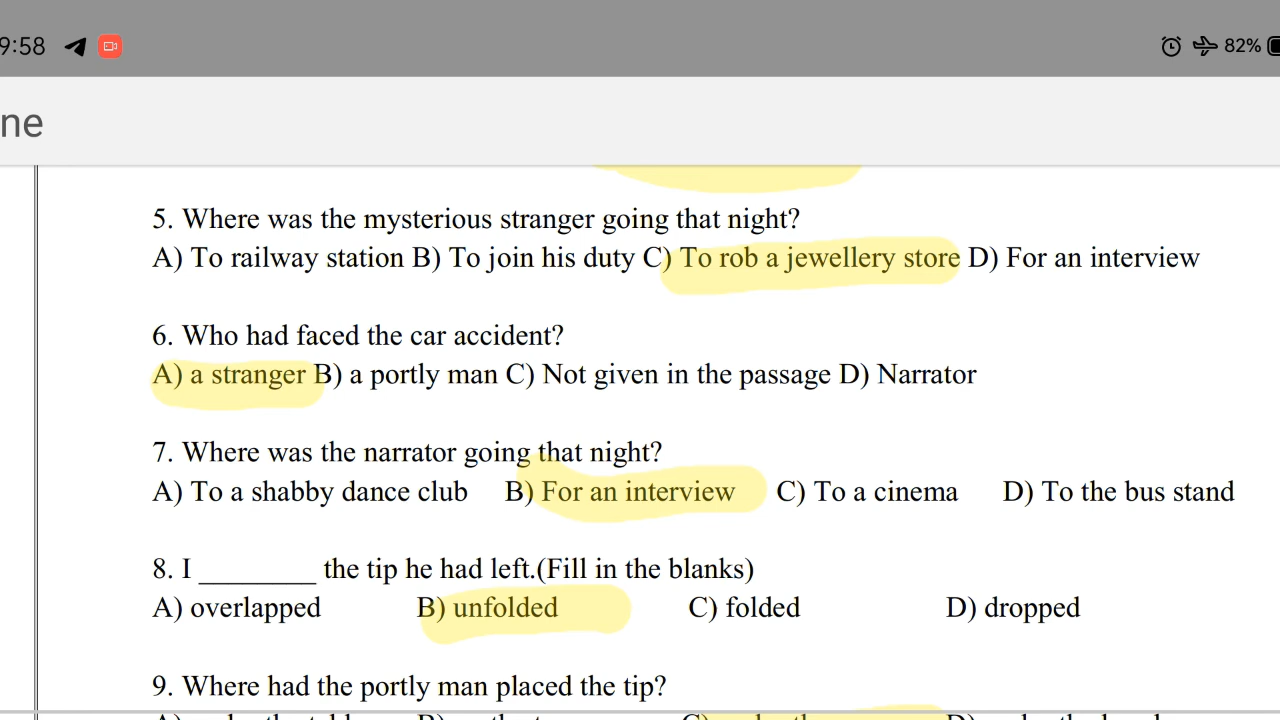 9:58 82%
ne
5. Where was the mysterious stranger going that night?
A) To railway station B) To join his duty C) To rob a jewellery store D) For an interview
6. Who had faced the car accident?
A) a stranger B) a portly man C) Not given in the passage D) Narrator
7. Where was the narrator going that night?
A) To a shabby dance club B) For an interview C) To a cinema D) To the bus stand
8. I ________ the tip he had left.(Fill in the blanks)
A) overlapped B) unfolded C) folded D) dropped
9. Where had the portly man placed the tip?